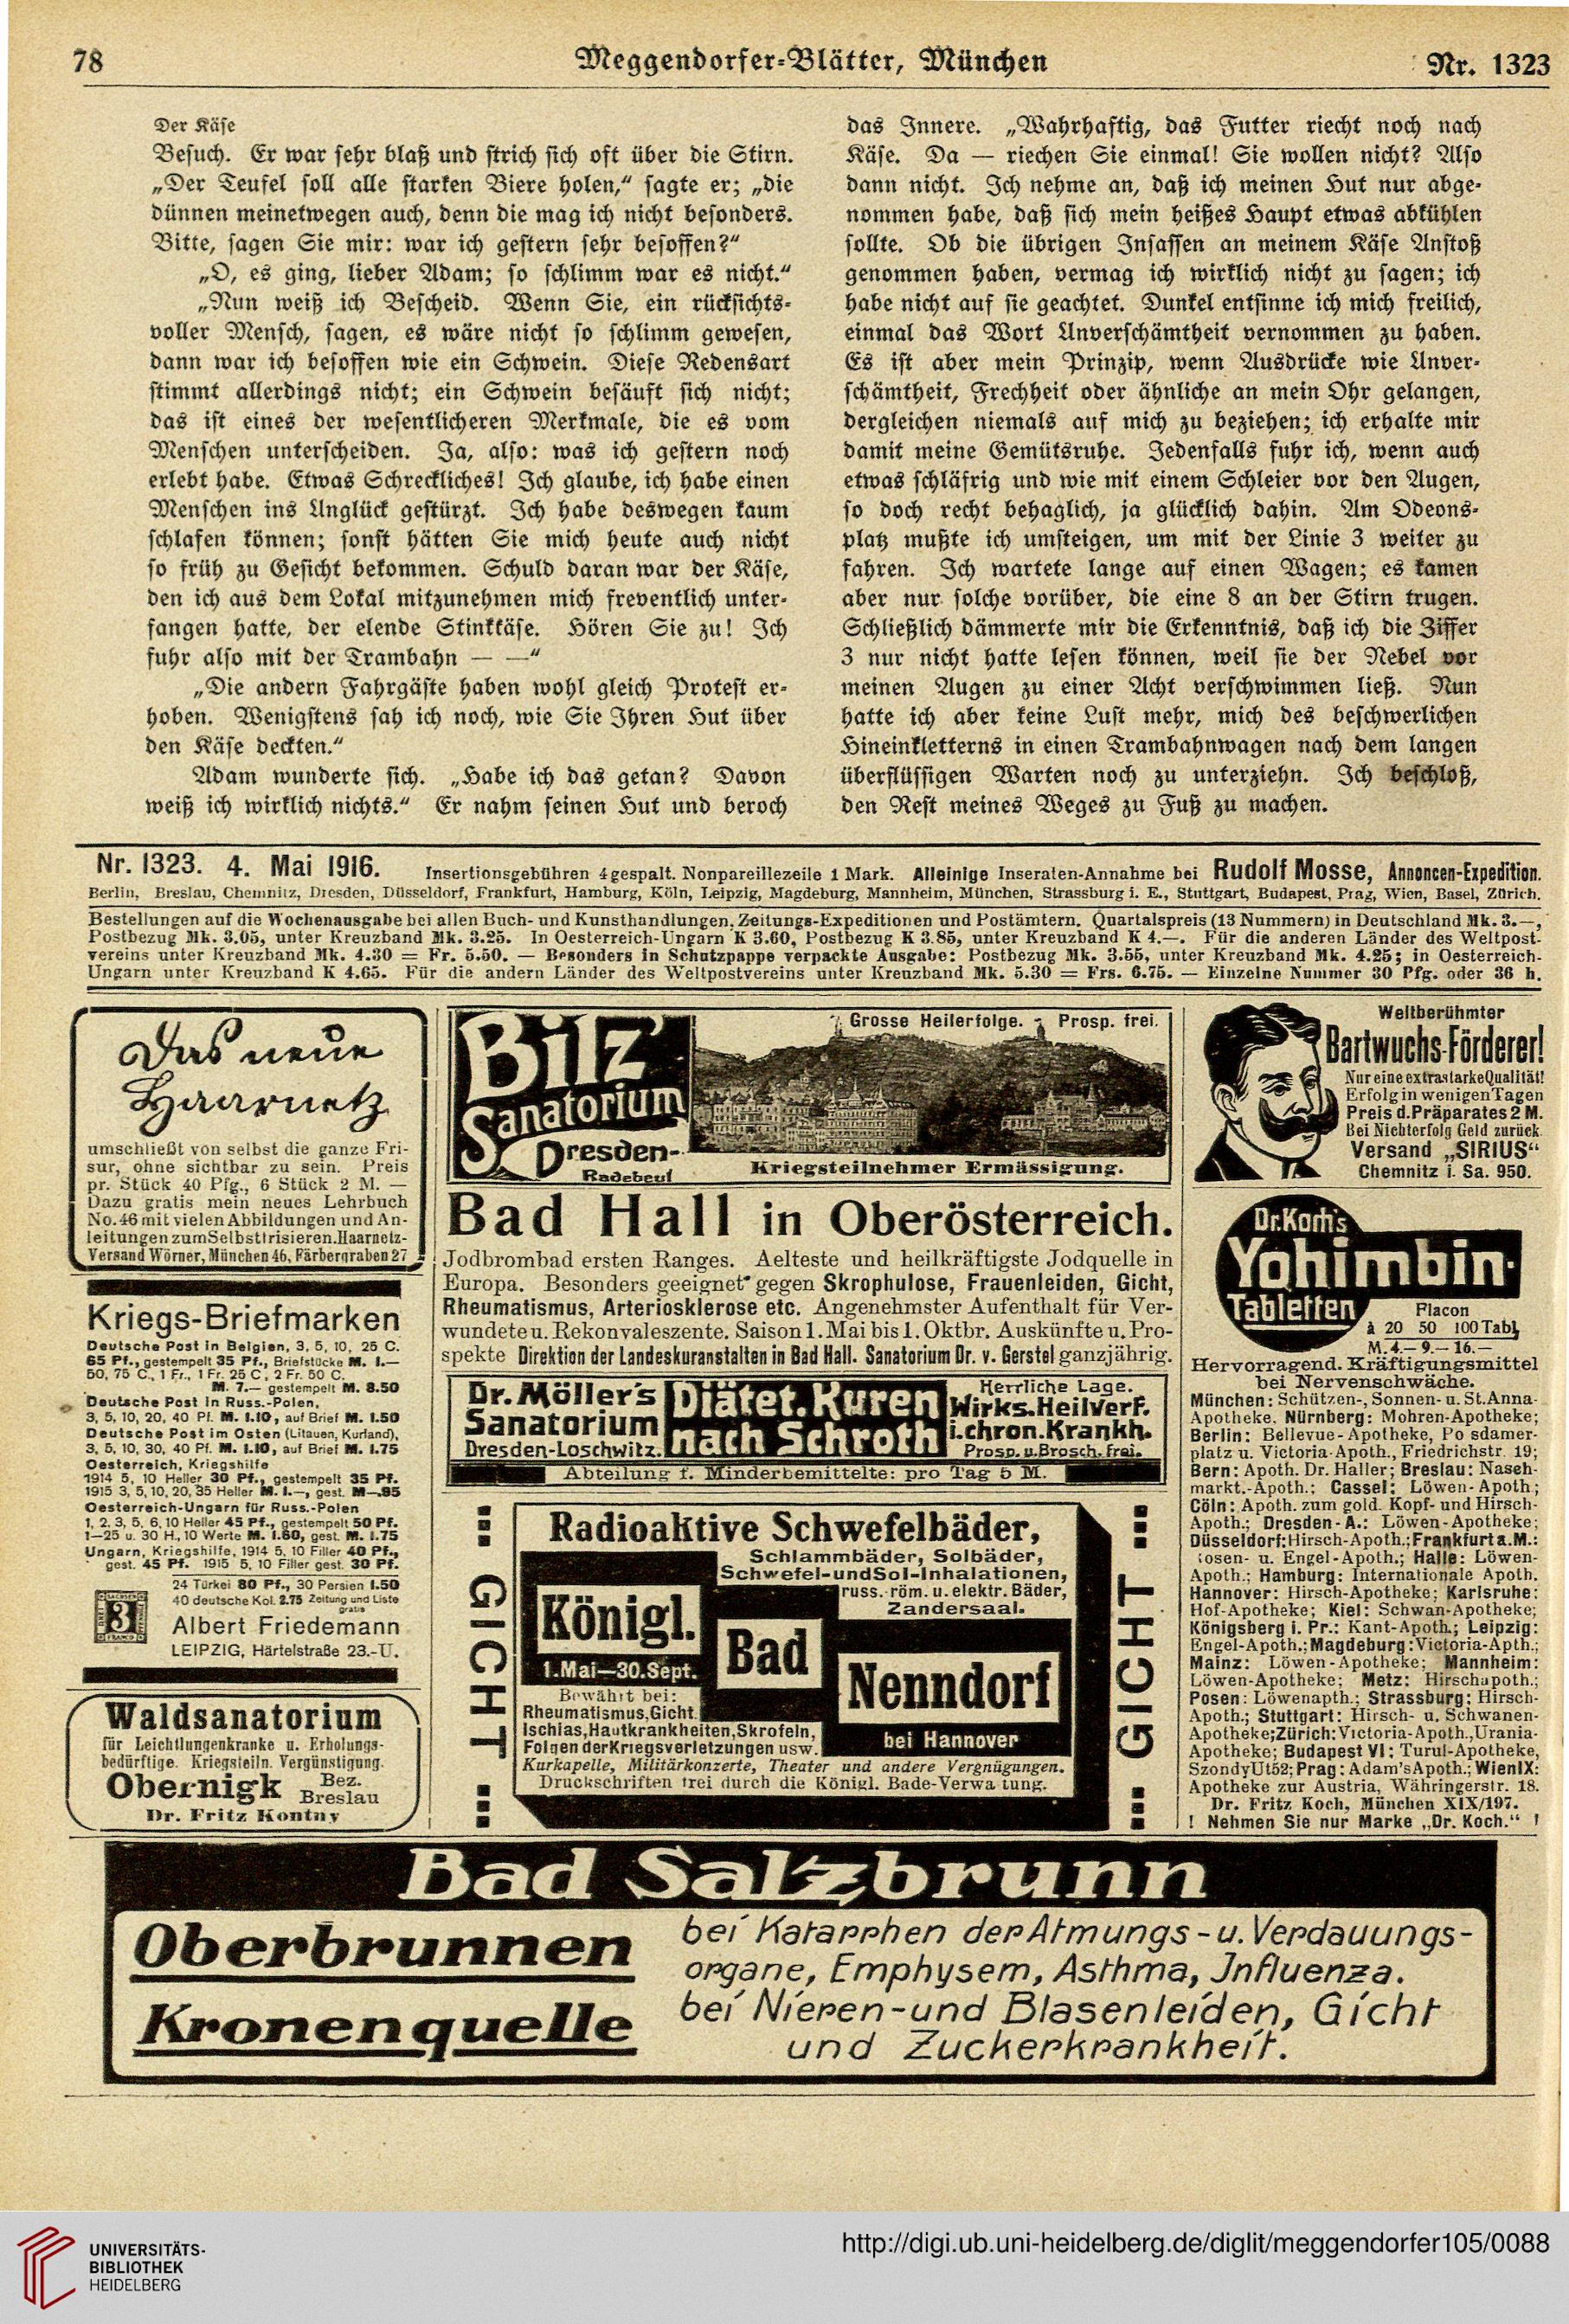 78
Meggendorfer-Blätter, München
Nr. 1323
Der Käse
Besuch. Er war sehr blaß und strich sich oft über die Stirn.
„Der Teufel soll alle starken Biere holen,“ sagte er; „die
dünnen meinetwegen auch, denn die mag ich nicht besonders.
Bitte, sagen Sie mir: war ich gestern sehr besoffen?“
„O, es ging, lieber Adam; so schlimm war es nicht.“
„Nun weiß ich Bescheid. Wenn Sie, ein rücksichts-
voller Mensch, sagen, es wäre nicht so schlimm gewesen,
dann war ich besoffen wie ein Schwein. Diese Redensart
stimmt allerdings nicht; ein Schwein besäuft sich nicht;
das ist eines der wesentlicheren Merkmale, die es vom
Menschen unterscheiden. Ja, also: was ich gestern noch
erlebt habe. Etwas Schreckliches! Ich glaube, ich habe einen
Menschen ins Unglück gestürzt. Ich habe deswegen kaum
schlafen können; sonst hätten Sie mich heute auch nicht
so früh zu Gesicht bekommen. Schuld daran war der Käse,
den ich aus dem Lokal mitzunehmen mich freventlich unter-
fangen hatte, der elende Stinkkäse. Hören Sie zu! Ich
fuhr also mit der Trambahn — —“
„Die andern Fahrgäste haben wohl gleich Protest er-
hoben. Wenigstens sah ich noch, wie Sie Ihren Hut über
den Käse deckten.“
Adam wunderte sich. „Habe ich das getan? Davon
weiß ich wirklich nichts.“ Er nahm seinen Hut und beroch
das Innere. „Wahrhaftig, das Futter riecht noch nach
Käse. Da — riechen Sie einmal! Sie wollen nicht? Also
dann nicht. Ich nehme an, daß ich meinen Hut nur abge-
nommen habe, daß sich mein heißes Haupt etwas abkühlen
sollte. Ob die übrigen Insassen an meinem Käse Anstoß
genommen haben, vermag ich wirklich nicht zu sagen; ich
habe nicht auf sie geachtet. Dunkel entsinne ich mich freilich,
einmal das Wort Unverschämtheit vernommen zu haben.
Es ist aber mein Prinzip, wenn Ausdrücke wie Unver-
schämtheit, Frechheit oder ähnliche an mein Ohr gelangen,
dergleichen niemals auf mich zu beziehen; ich erhalte mir
damit meine Gemütsruhe. Jedenfalls fuhr ich, wenn auch
etwas schläfrig und wie mit einem Schleier vor den Augen,
so doch recht behaglich, ja glücklich dahin. Am Odeons-
platz mußte ich umsteigen, um mit der Linie 3 weiter zu
fahren. Ich wartete lange auf einen Wagen; es kamen
aber nur solche vorüber, die eine 8 an der Stirn trugen.
Schließlich dämmerte mir die Erkenntnis, daß ich die Ziffer
3 nur nicht hatte lesen können, weil sie der Nebel vor
meinen Augen zu einer Acht verschwimmen ließ. Nun
hatte ich aber keine Lust mehr, mich des beschwerlichen
Hineinkletterns in einen Trambahnwagen nach dem langen
überflüssigen Warten noch zu unterziehn. Ich beschloß,
den Rest meines Weges zu Fuß zu machen.
Nr. 1323. 4. Mai 1916. Insertionsgebühren 4gespalt. Nonpareillezeile 1 Mark. Alleinige Inseraten-Annahme bei Rudolf Mosse, Annoncen-Expedition.
Berlin, Breslau, Chemnitz, Dresden, Düsseldorf, Frankfurt, Hamburg, Köln, Leipzig, Magdeburg, Mannheim, München, Strassburg i. E., Stuttgart, Budapest, Prag, Wien, Basel, Zürich.
Bestellungen auf die Wochenausgabe bei allen Buch- und Kunsthandlungen, Zeitungs-Expeditionen und Postämtern. Quartalspreis (13 Nummern) in Deutschland Mk. 3.—,
Postbezug Mk. 3.05, unter Kreuzband Mk. 3.25. In Oesterreich-Ungarn K 3.60, Postbezug K 3.85, unter Kreuzband K 4.—. Für die anderen Länder des Weltpost-
vereins unter Kreuzband Mk. 4.30 = Fr. 5.50. — Besonders in Schutzpappe verpackte Ausgabe: Postbezug Mk. 3.55, unter Kreuzband Mk. 4.25; in Oesterreich-
Ungarn unter Kreuzband K 4.65. Für die andern Länder des Weltpostvereins unter Kreuzband Mk. 5.30 = Frs. 6.75. — Einzelne Nummer 30 Pfg. oder 36 h.
Das neue
Haarnetz
umschließt von selbst die ganze Fri-
sur, ohne sichtbar zu sein. Preis
pr. Stück 40 Pfg., 6 Stück 2 M. —
Dazu gratis mein neues Lehrbuch
No. 46 mit vielen Abbildungen und An-
leitungen zum Selbstfrisieren. Haarnetz-
Versand Wörner, München 46, Färbergraben 27
Kriegs-Briefmarken
Deutsche Post in Belgien, 3, 5, 10, 25 C.
65 Pf., gestempelt 35 Pf., Briefstücke M. 1.—
50, 75 C., 1 Fr., 1 Fr. 25 C., 2 Fr. 50 C.
M. 7.— gestempelt M. 8.50
Deutsche Post in Russ.-Polen,
3, 5, 10, 20, 40 Pf. M. 1.10, auf Brief M. 1.50
Deutsche Post im Osten (Litauen, Kurland),
3, 5, 10, 30, 40 Pf. M. 1.10, auf Brief M. 1.75
Oesterreich, Kriegshilfe
1914 5, 10 Heller 30 Pf., gestempelt 35 Pf.
1915 3, 5, 10, 20, 35 Heller M. 1.—, gest. M —.95
Oesterreich-Ungarn für Russ.-Polen
1, 2, 3, 5, 6, 10 Heller 45 Pf., gestempelt 50 Pf.
1—25 u. 30 H., 10 Werte M. 1.60, gest. M. 1.75
Ungarn, Kriegshilfe, 1914 5, 10 Filler 40 Pf.,
gest. 45 Pf. 1915 5, 10 Filler gest. 30 Pf.
24 Türkei 80 Pf., 30 Persien 1.50
40 deutsche Kol. 2.75 Zeitung und Liste
gratis
3
Albert Friedemann
LEIPZIG, Härtelstraße 23.-U.
Waldsanatorium
für Leichtlungenkranke u. Erholungs-
bedürftige. Kriegsteiln. Vergünstigung.
Obernigk Bez.
Breslau
Dr. Fritz Kontny
Bilz
Sanatorium
Dresden-
Radebeul
Grosse Heilerfolge. Prosp. frei.
Kriegsteilnehmer Ermässigung.
Bad Hall in Oberösterreich.
Jodbrombad ersten Ranges. Aelteste und heilkräftigste Jodquelle in
Europa. Besonders geeignet gegen Skrophulose, Frauenleiden, Gicht,
Rheumatismus, Arteriosklerose etc. Angenehmster Aufenthalt für Ver-
wundete u. Rekonvaleszente. Saison 1. Mai bis 1. Oktbr. Auskünfte u. Pro-
spekte Direktion der Landeskuranstalten in Bad Hall. Sanatorium Dr. v. Gerstel ganzjährig.
Dr. Möller's
Sanatorium
Dresden-Loschwitz.
Diätet. Kuren
nach Schroth
Herrliche Lage.
Wirks. Heilverf.
i. chron. Krankh.
Prosp. u. Brosch. frei.
Abteilung f. Minderbemittelte: pro Tag 5 M.
GICHT
Radioaktive Schwefelbäder,
Schlammbäder, Solbäder,
Schwefel- und Sol-Inhalationen,
russ.-röm. u. elektr. Bäder,
Zandersaal.
Königl.
1. Mai—30. Sept.
Bad
Nenndorf
bei Hannover
Bewährt bei:
Rheumatismus, Gicht
Ischias, Hautkrankheiten, Skrofeln,
Folgen der Kriegsverletzungen usw.
Kurkapelle, Militärkonzerte, Theater und andere Vergnügungen.
Druckschriften frei durch die Königl. Bade-Verwa tung.
GICHT
Weltberühmter
Bartwuchs-Förderer!
Nur eine extrastarke Qualität!
Erfolg in wenigen Tagen
Preis d. Präparates 2 M.
Bei Nichterfolg Geld zurück
Versand „SIRIUS“
Chemnitz i. Sa. 950.
Dr. Koch's
Yohimbin-
Tabletten
Flacon
à 20 50 100 Tabl.
M. 4.— 9.— 16.—
Hervorragend. Kräftigungsmittel
bei Nervenschwäche.
München: Schützen-, Sonnen- u. St. Anna-
Apotheke. Nürnberg: Mohren-Apotheke;
Berlin: Bellevue-Apotheke, Po sdamer-
platz u. Victoria-Apoth., Friedrichstr. 19;
Bern: Apoth. Dr. Haller; Breslau: Nasch-
markt.-Apoth.; Cassel: Löwen-Apoth;
Cöln: Apoth. zum gold. Kopf- und Hirsch-
Apoth.; Dresden-A.: Löwen-Apotheke;
Düsseldorf: Hirsch-Apoth.; Frankfurt a. M.:
osen- u. Engel-Apoth.; Halle: Löwen-
Apoth.; Hamburg: Internationale Apoth.
Hannover: Hirsch-Apotheke; Karlsruhe:
Hof-Apotheke; Kiel: Schwan-Apotheke;
Königsberg i. Pr.: Kant-Apoth.; Leipzig:
Engel-Apoth.; Magdeburg: Victoria-Apth.;
Mainz: Löwen-Apotheke; Mannheim:
Löwen-Apotheke; Metz: Hirschapoth.;
Posen: Löwenapth.; Strassburg: Hirsch-
Apoth.; Stuttgart: Hirsch- u. Schwanen-
Apotheke; Zürich: Victoria-Apoth., Urania-
Apotheke; Budapest VI: Turul-Apotheke,
Szondy Ut 52; Prag: Adam's Apoth.; Wien IX:
Apotheke zur Austria, Währingerstr. 18.
Dr. Fritz Koch, München XIX/197.
! Nehmen Sie nur Marke „Dr. Koch.“ !
Bad Salzbrunn
Oberbrunnen
bei Katarrhen der Atmungs- u. Verdauungs-
organe, Emphysem, Asthma, Influenza.
Kronenquelle
bei Nieren- und Blasenleiden, Gicht
und Zuckerkrankheit.
UNIVERSITÄTS-
BIBLIOTHEK
HEIDELBERG
http://digi.ub.uni-heidelberg.de/diglit/meggendorfer105/0088